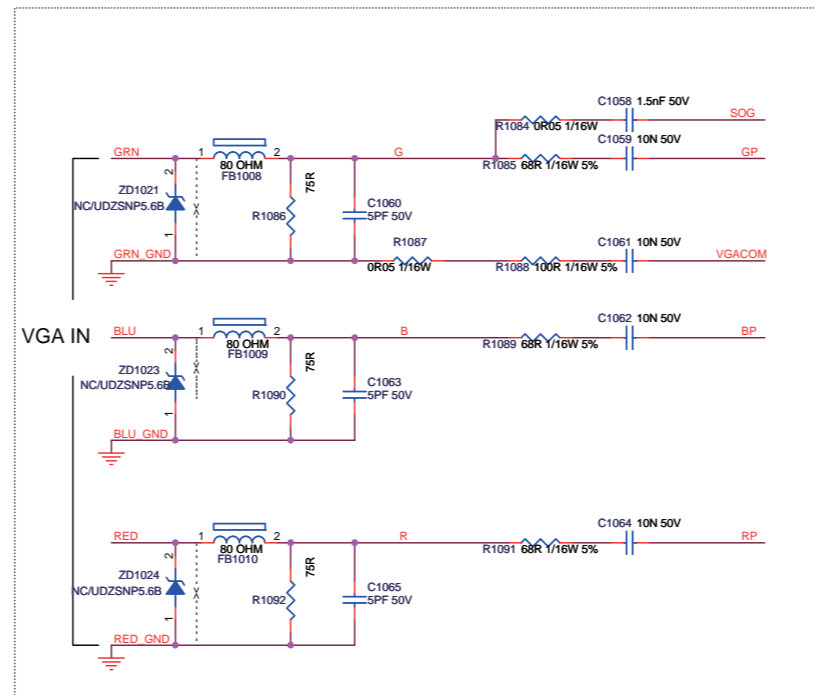 C1058 1.5nF 50V
SOG
R1084 0R05 1/16W
C1059 10N 50V
GRN
1
2
G
GP
80 OHM
FB1008
R1085 68R 1/16W 5%
2
ZD1021
NC/UDZSNP5.6B
1
75R
R1086
C1060
5PF 50V
GRN_GND
R1087
0R05 1/16W
C1061 10N 50V
VGACOM
R1088 100R 1/16W 5%
VGA IN
BLU
1
2
B
C1062 10N 50V
BP
80 OHM
FB1009
R1089 68R 1/16W 5%
2
ZD1023
NC/UDZSNP5.6B
1
75R
R1090
C1063
5PF 50V
BLU_GND
RED
1
2
R
C1064 10N 50V
RP
80 OHM
FB1010
R1091 68R 1/16W 5%
2
ZD1024
NC/UDZSNP5.6B
1
75R
R1092
C1065
5PF 50V
RED_GND